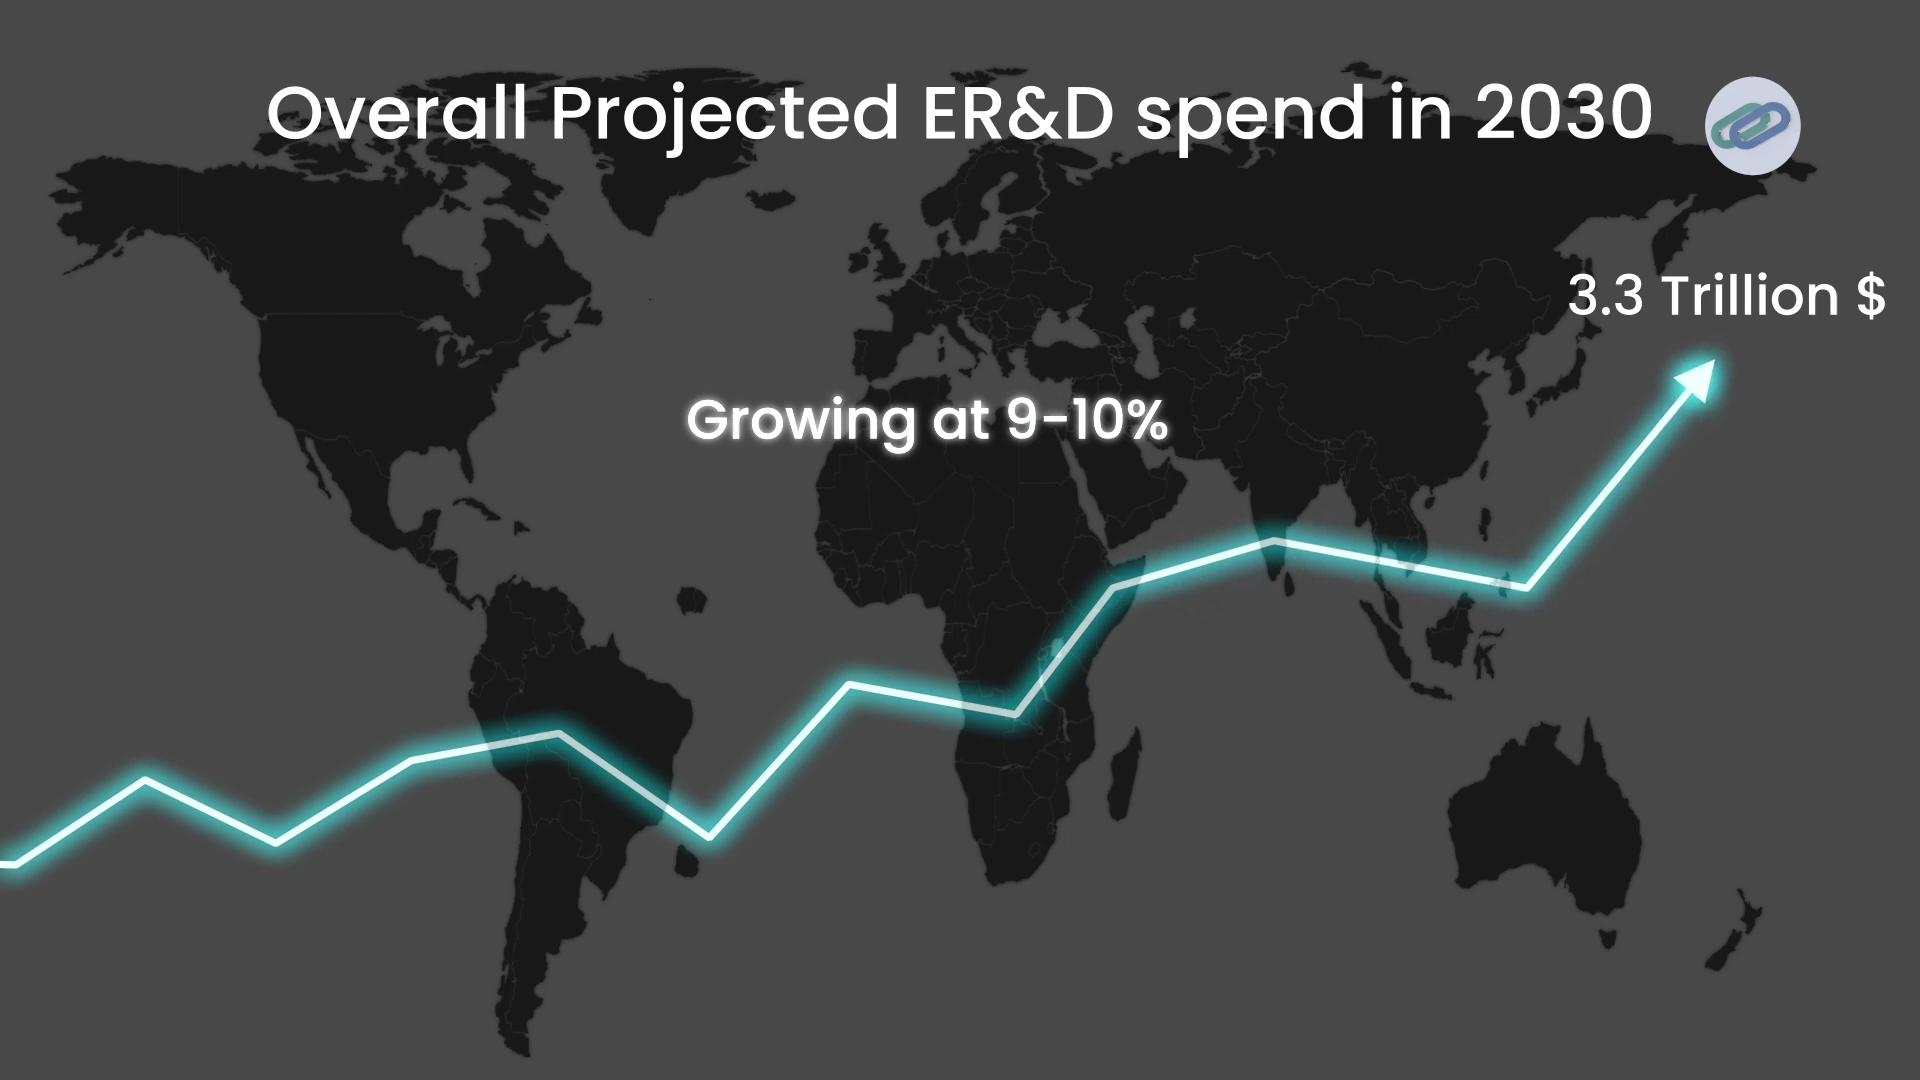 Overall Projected ER&D spend in 2030
3.3 Trillion $
Growing at 9-10%